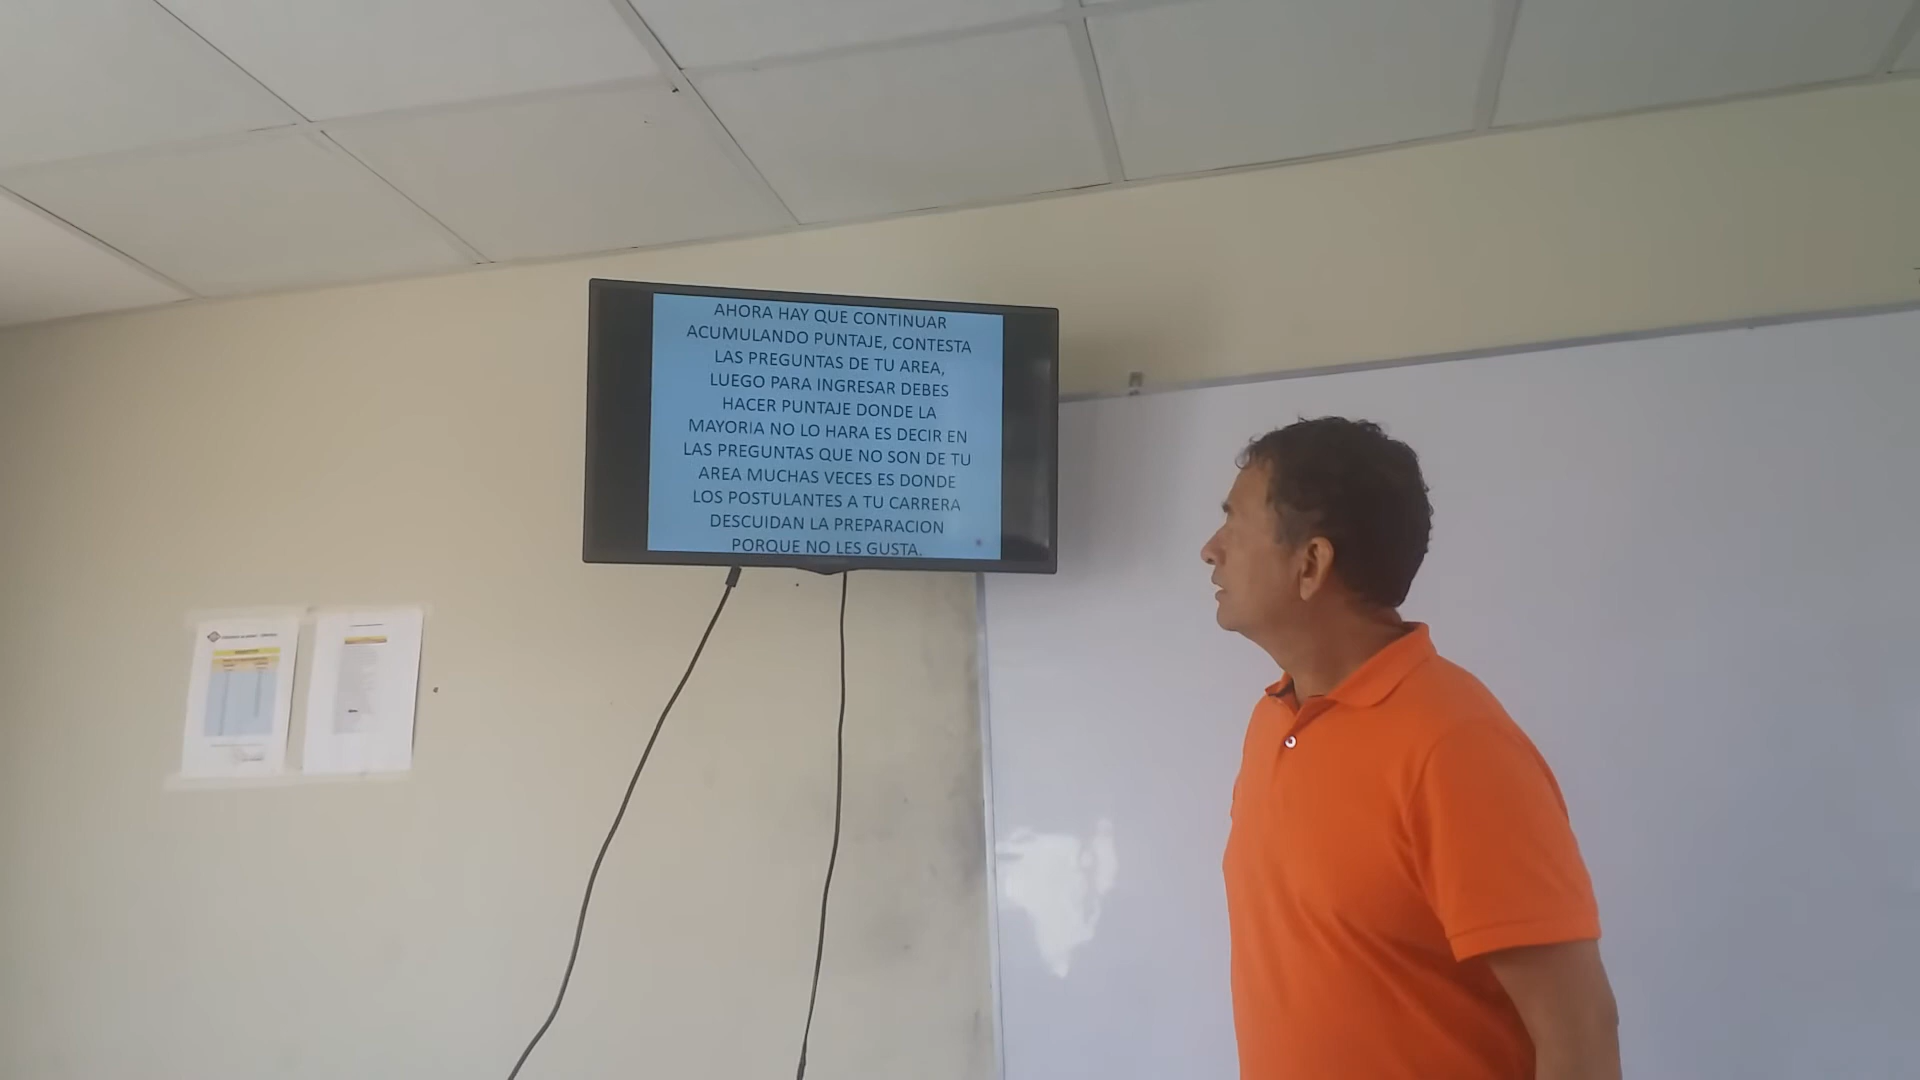 AHORA HAY QUE CONTINUAR
ACUMULANDO PUNTAJE, CONTESTA
LAS PREGUNTAS DE TU AREA,
LUEGO PARA INGRESAR DEBES
HACER PUNTAJE DONDE LA
MAYORIA NO LO HARA ES DECIR EN
LAS PREGUNTAS QUE NO SON DE TU
AREA MUCHAS VECES ES DONDE
LOS POSTULANTES A TU CARRERA
DESCUIDAN LA PREPARACION
PORQUE NO LES GUSTA.